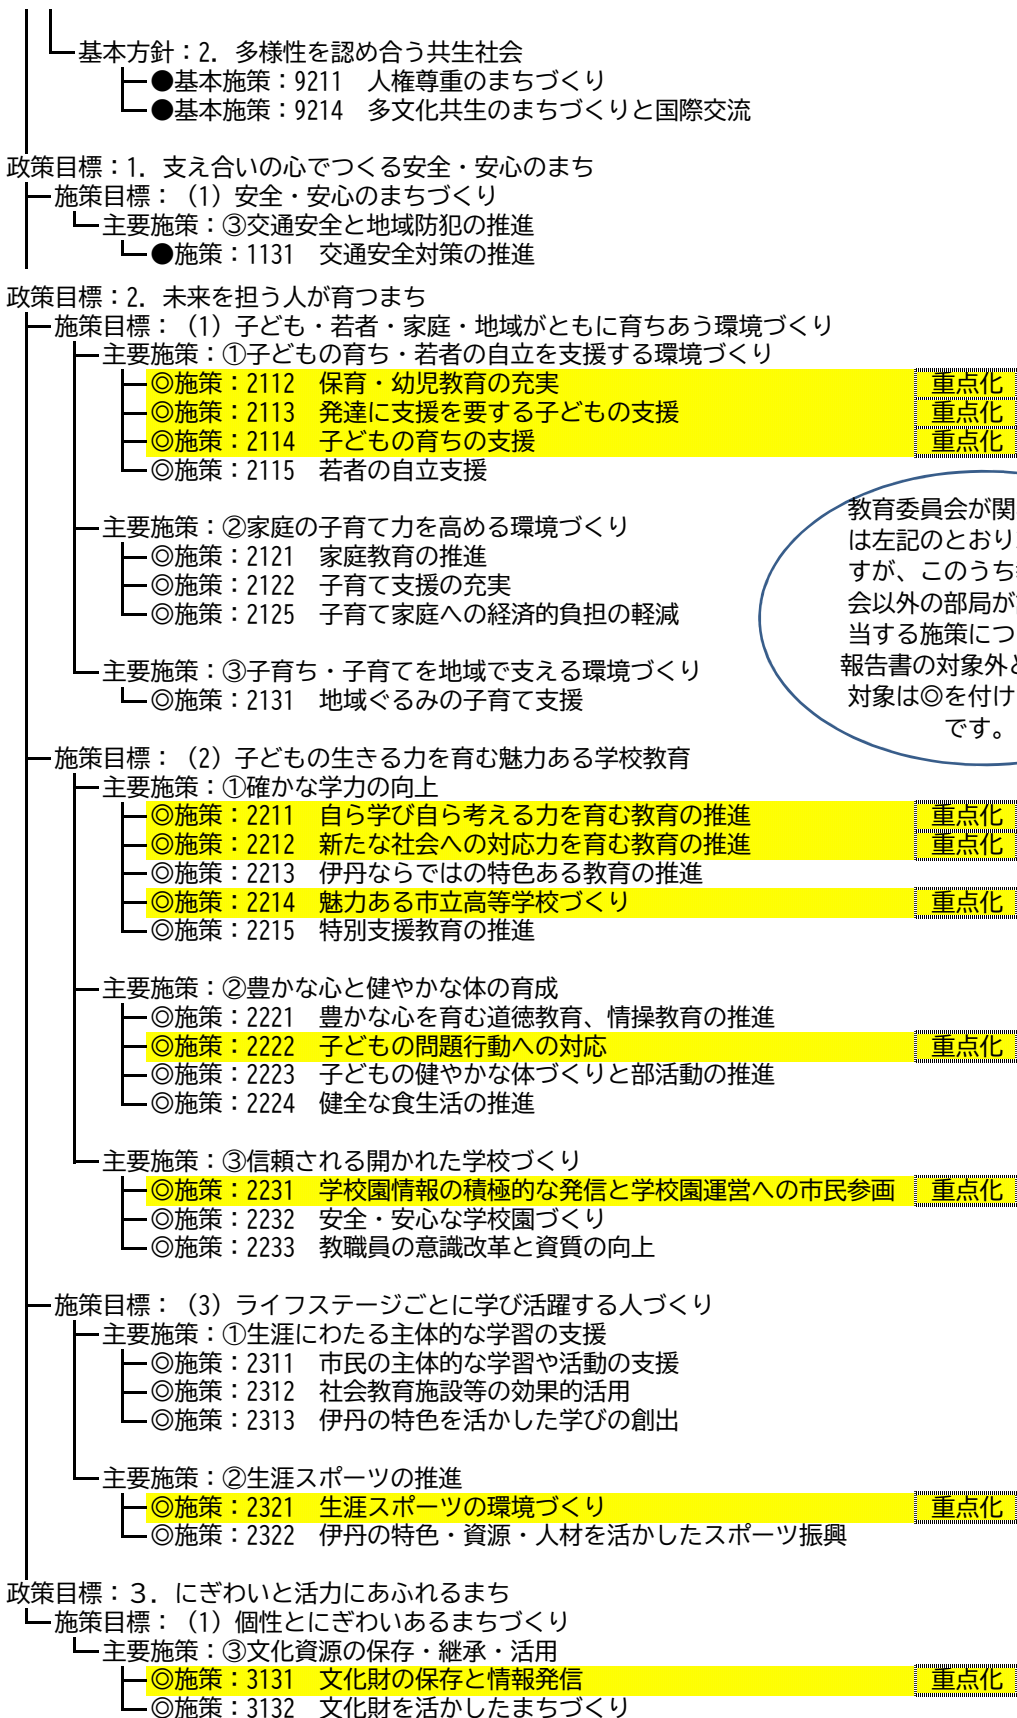 基本方針：2．多様性を認め合う共生社会
●基本施策：9211　人権尊重のまちづくり
●基本施策：9214　多文化共生のまちづくりと国際交流
政策目標：1．支え合いの心でつくる安全・安心のまち
施策目標：（1）安全・安心のまちづくり
主要施策：③交通安全と地域防犯の推進
●施策：1131　交通安全対策の推進
政策目標：2．未来を担う人が育つまち
施策目標：（1）子ども・若者・家庭・地域がともに育ちあう環境づくり
主要施策：①子どもの育ち・若者の自立を支援する環境づくり
◎施策：2112　保育・幼児教育の充実　重点化
◎施策：2113　発達に支援を要する子どもの支援　重点化
◎施策：2114　子どもの育ちの支援　重点化
◎施策：2115　若者の自立支援
主要施策：②家庭の子育て力を高める環境づくり
◎施策：2121　家庭教育の推進
◎施策：2122　子育て支援の充実
◎施策：2125　子育て家庭への経済的負担の軽減
主要施策：③子育ち・子育てを地域で支える環境づくり
◎施策：2131　地域ぐるみの子育て支援
教育委員会が関
は左記のとおり
すが、このうち
会以外の部局が
当する施策につ
報告書の対象外
対象は◎を付け
です。
施策目標：（2）子どもの生きる力を育む魅力ある学校教育
主要施策：①確かな学力の向上
◎施策：2211　自ら学び自ら考える力を育む教育の推進　重点化
◎施策：2212　新たな社会への対応力を育む教育の推進　重点化
◎施策：2213　伊丹ならではの特色ある教育の推進
◎施策：2214　魅力ある市立高等学校づくり　重点化
◎施策：2215　特別支援教育の推進
主要施策：②豊かな心と健やかな体の育成
◎施策：2221　豊かな心を育む道徳教育、情操教育の推進
◎施策：2222　子どもの問題行動への対応　重点化
◎施策：2223　子どもの健やかな体づくりと部活動の推進
◎施策：2224　健全な食生活の推進
主要施策：③信頼される開かれた学校づくり
◎施策：2231　学校園情報の積極的な発信と学校園運営への市民参画　重点化
◎施策：2232　安全・安心な学校園づくり
◎施策：2233　教職員の意識改革と資質の向上
施策目標：（3）ライフステージごとに学び活躍する人づくり
主要施策：①生涯にわたる主体的な学習の支援
◎施策：2311　市民の主体的な学習や活動の支援
◎施策：2312　社会教育施設等の効果的活用
◎施策：2313　伊丹の特色を活かした学びの創出
主要施策：②生涯スポーツの推進
◎施策：2321　生涯スポーツの環境づくり　重点化
◎施策：2322　伊丹の特色・資源・人材を活かしたスポーツ振興
政策目標：３．にぎわいと活力にあふれるまち
施策目標：（1）個性とにぎわいあるまちづくり
主要施策：③文化資源の保存・継承・活用
◎施策：3131　文化財の保存と情報発信　重点化
◎施策：3132　文化財を活かしたまちづくり